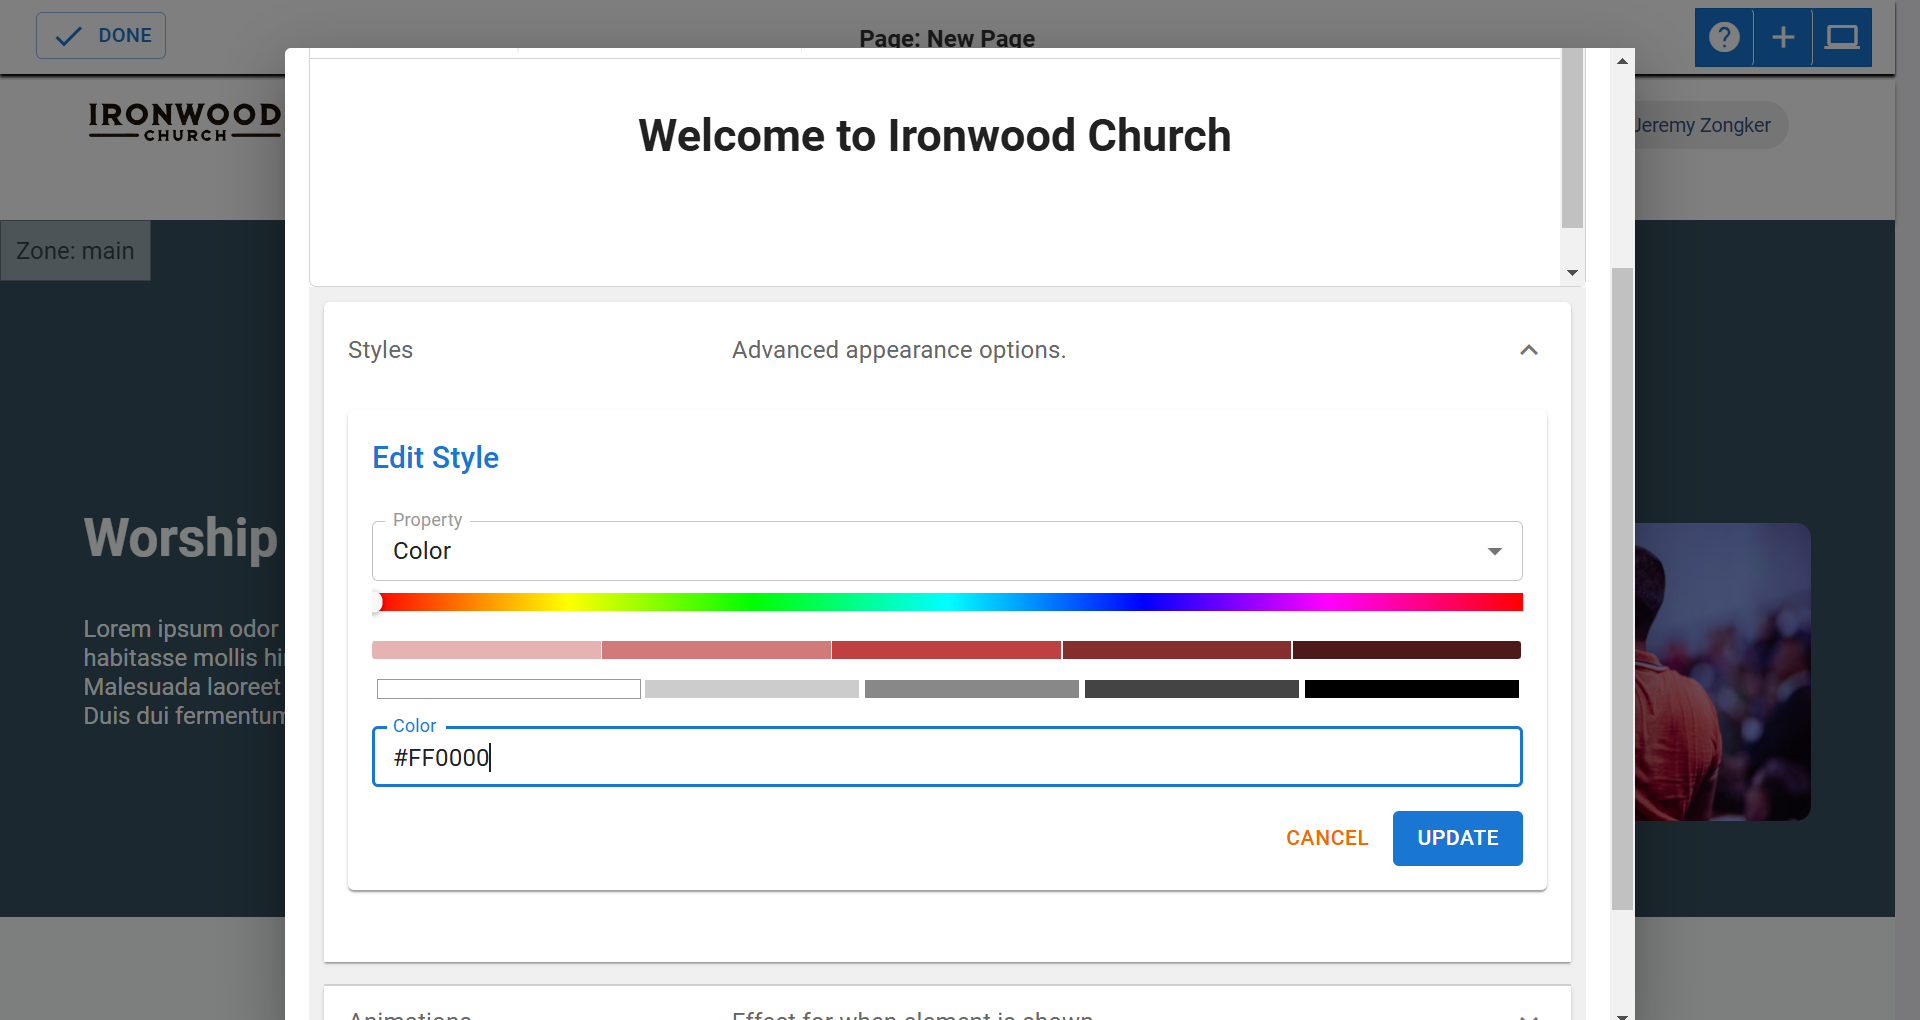 DONE
Page: New Page
IRONWOOD
CHURCH
Jeremy Zongker
Welcome to Ironwood Church
Zone: main
Styles
Advanced appearance options.
Edit Style
Property
Color
Worship
Lorem ipsum odor
habitasse mollis
Malesuada laoreet
Duis dui fermentum
Color
#FF0000
CANCEL
UPDATE
Animations
Effect for when element is shown